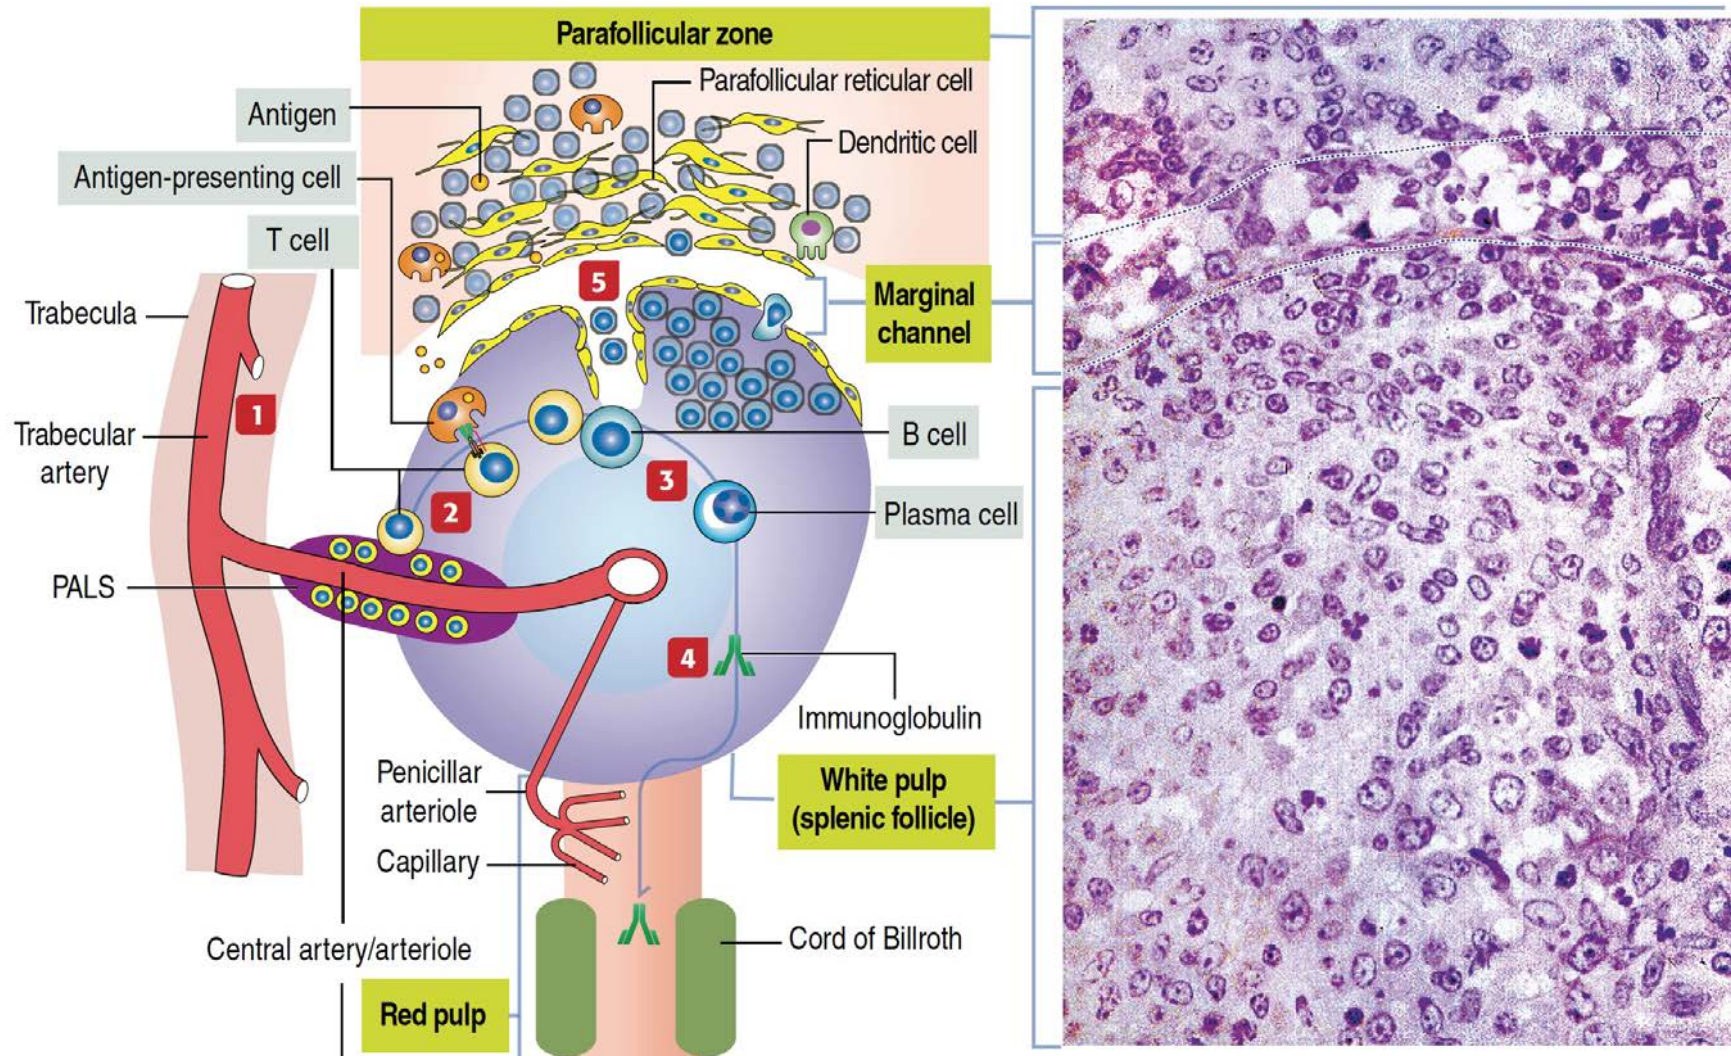 Parafollicular zone
Parafollicular reticular cell
Antigen
Dendritic cell
Antigen-presenting cell
T cell
5
Marginal
channel
Trabecula
1
Trabecular
artery
B cell
3
2
Plasma cell
PALS
4
Immunoglobulin
Penicillar
arteriole
White pulp
(splenic follicle)
Capillary
Cord of Billroth
Central artery/arteriole
Red pulp